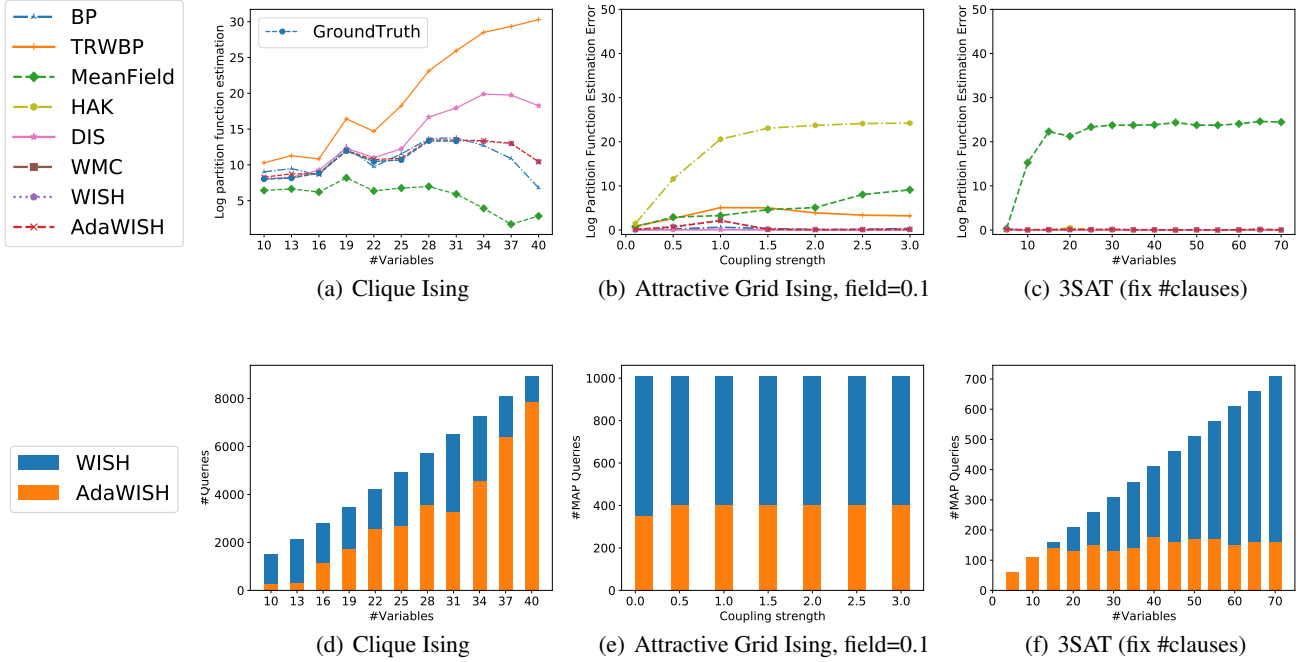 BP
TRWBP
MeanField
HAK
DIS
WMC
WISH
AdaWISH
Log partition function estimation
30
25
20
15
10
5
GroundTruth
10 13 16 19 22 25 28 31 34 37 40
#Variables
(a) Clique Ising
Log Partition Function Estimation Error
50
40
30
20
10
0
0.0 0.5 1.0 1.5 2.0 2.5 3.0
Coupling strength
(b) Attractive Grid Ising, field=0.1
Log Partition Function Estimation Error
50
40
30
20
10
0
10 20 30 40 50 60 70
#Variables
(c) 3SAT (fix #clauses)
WISH
AdaWISH
#Queries
8000
6000
4000
2000
0
10 13 16 19 22 25 28 31 34 37 40
#Variables
(d) Clique Ising
#MAP Queries
1000
800
600
400
200
0
0.0 0.5 1.0 1.5 2.0 2.5 3.0
Coupling strength
(e) Attractive Grid Ising, field=0.1
#MAP Queries
700
600
500
400
300
200
100
0
0 10 20 30 40 50 60 70
#Variables
(f) 3SAT (fix #clauses)